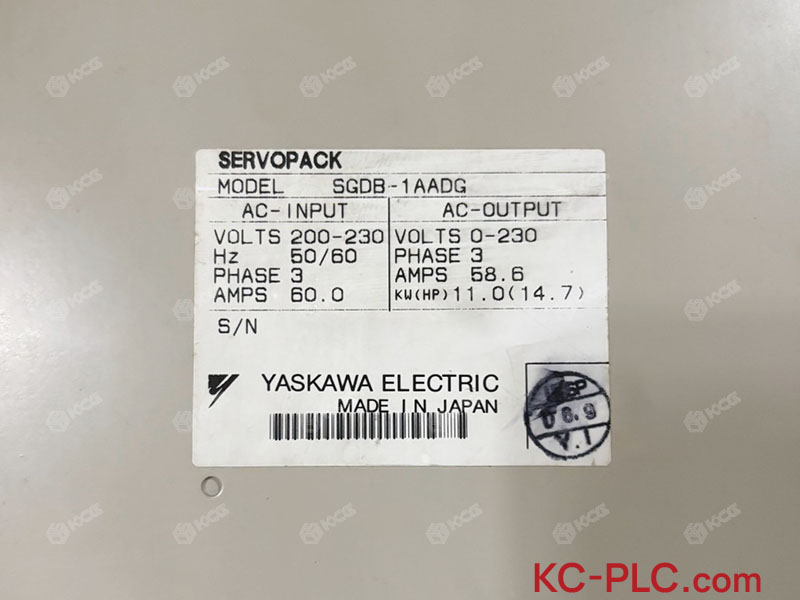 SERVOPACK
MODEL SGDB-1AADG
AC-INPUT
VOLTS 200-230
Hz 50/60
PHASE 3
AMPS 60.0
AC-OUTPUT
VOLTS 0-230
PHASE 3
AMPS 58.6
KW(HP) 11.0(14.7)
S/N
YASKAWA ELECTRIC
MADE IN JAPAN
06.9
V.I
KC-PLC.com